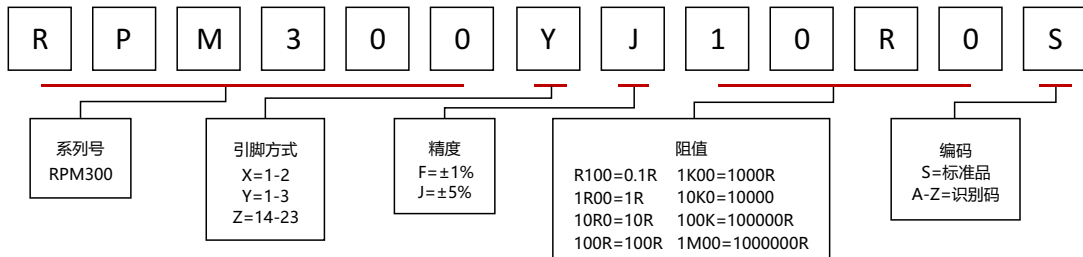 R P M 3 0 0 Y J 1 0 R 0 S
系列号
RPM300
引脚方式
X=1-2
Y=1-3
Z=14-23
精度
F=±1%
J=±5%
阻值
R100=0.1R 1K00=1000R
1R00=1R 10K0=10000
10R0=10R 100K=100000R
100R=100R 1M00=1000000R
编码
S=标准品
A-Z=识别码